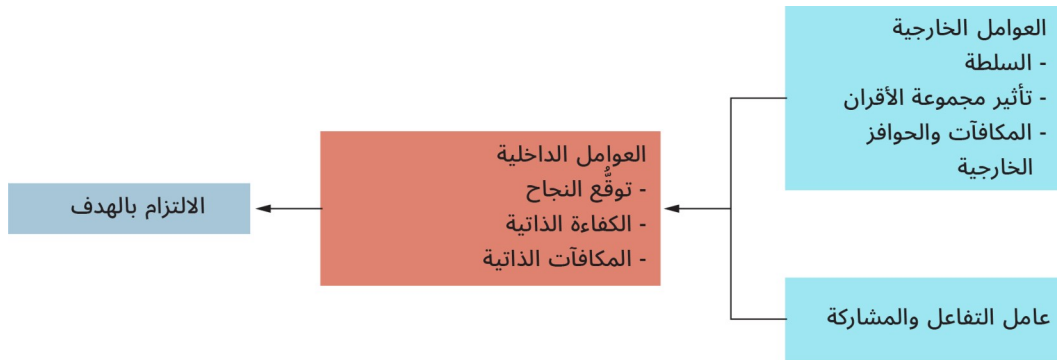 العوامل الخارجية
- السلطة
- تأثير مجموعة الأقران
- المكافآت والحوافز
الخارجية
العوامل الداخلية
- توقُّع النجاح
- الكفاءة الذاتية
- المكافآت الذاتية
الالتزام بالهدف
عامل التفاعل والمشاركة